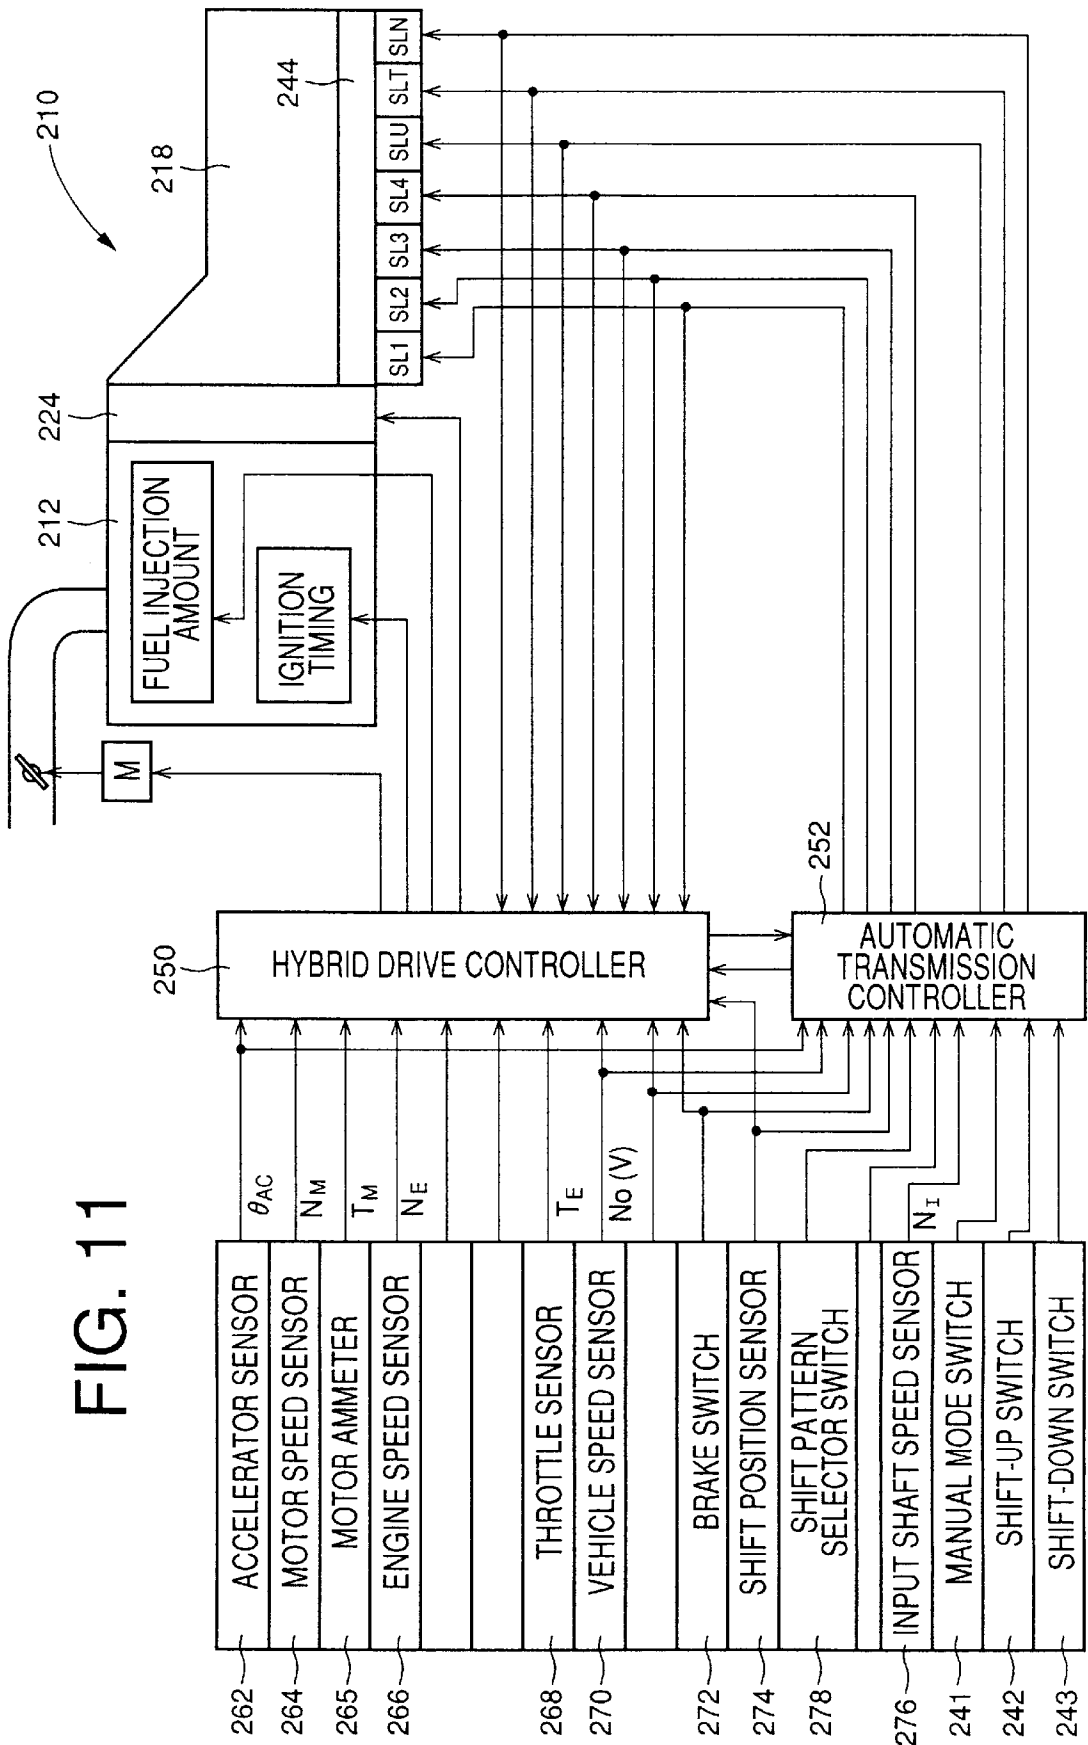 FIG. 11
262
ACCELERATOR SENSOR
θAC
264
MOTOR SPEED SENSOR
NM
265
MOTOR AMMETER
TM
266
ENGINE SPEED SENSOR
NE
268
THROTTLE SENSOR
TE
270
VEHICLE SPEED SENSOR
No (V)
272
BRAKE SWITCH
274
SHIFT POSITION SENSOR
278
SHIFT PATTERN
SELECTOR SWITCH
276
INPUT SHAFT SPEED SENSOR
NI
241
MANUAL MODE SWITCH
242
SHIFT-UP SWITCH
243
SHIFT-DOWN SWITCH
250
HYBRID DRIVE CONTROLLER
252
AUTOMATIC
TRANSMISSION
CONTROLLER
M
212
FUEL INJECTION
AMOUNT
IGNITION
TIMING
224
218
210
244
SL1
SL2
SL3
SL4
SLU
SLT
SLN